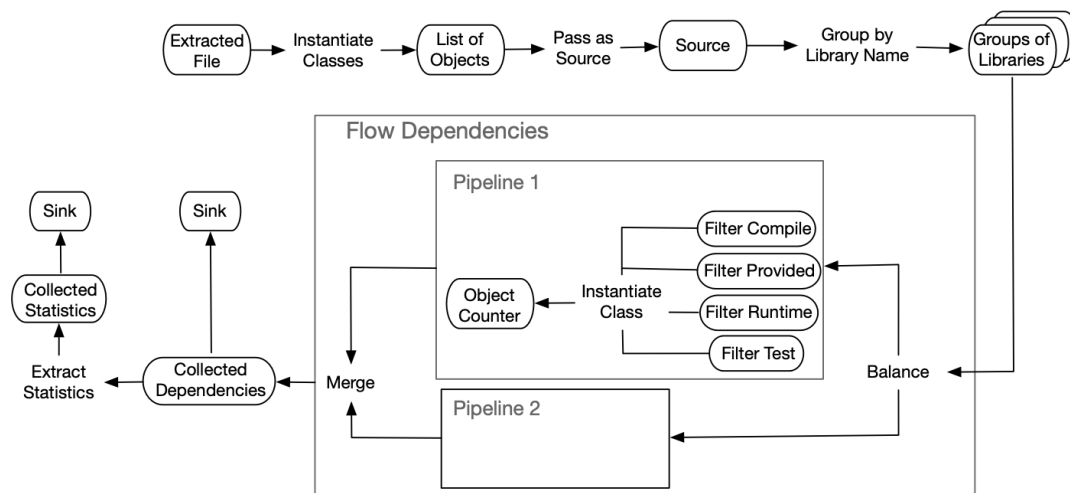 Extracted
File
Instantiate
Classes
List of
Objects
Pass as
Source
Source
Group by
Library Name
Groups of
Libraries
Flow Dependencies
Pipeline 1
Filter Compile
Filter Provided
Filter Runtime
Filter Test
Instantiate
Class
Object
Counter
Balance
Merge
Pipeline 2
Collected
Dependencies
Sink
Extract
Statistics
Collected
Statistics
Sink